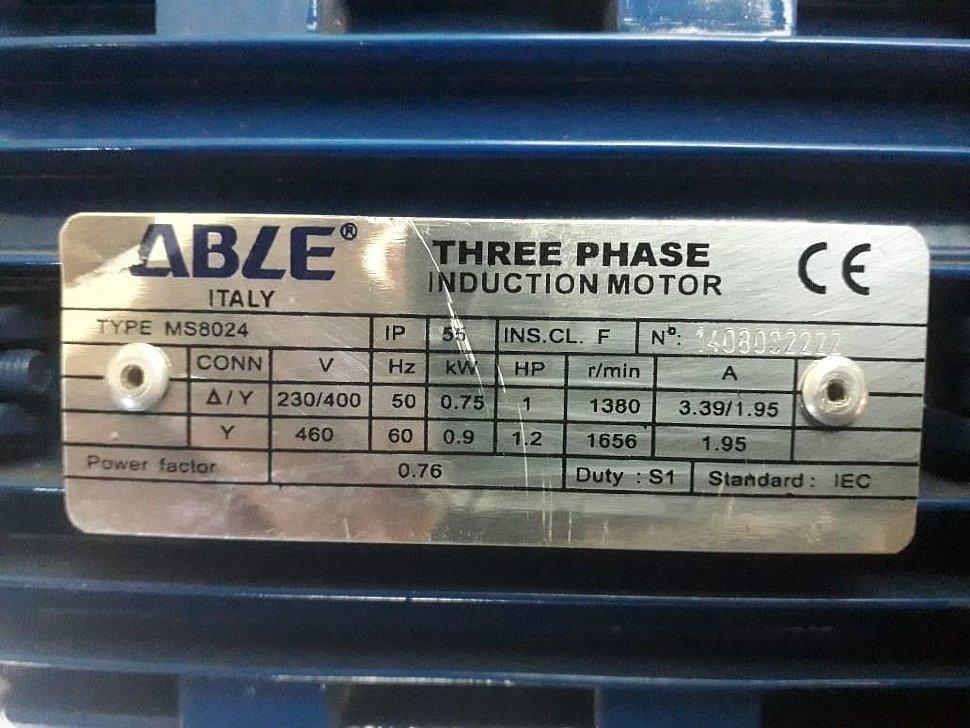 ABLE®
ITALY
THREE PHASE
INDUCTION MOTOR
CE
TYPE MS8024 IP 55 INS.CL. F Nº:
CONN V Hz kW HP r/min A
Δ/Y 230/400 50 0.75 1 1380 3.39/1.95
Y 460 60 0.9 1.2 1656 1.95
Power factor 0.76 Duty : S1 Standard : IEC